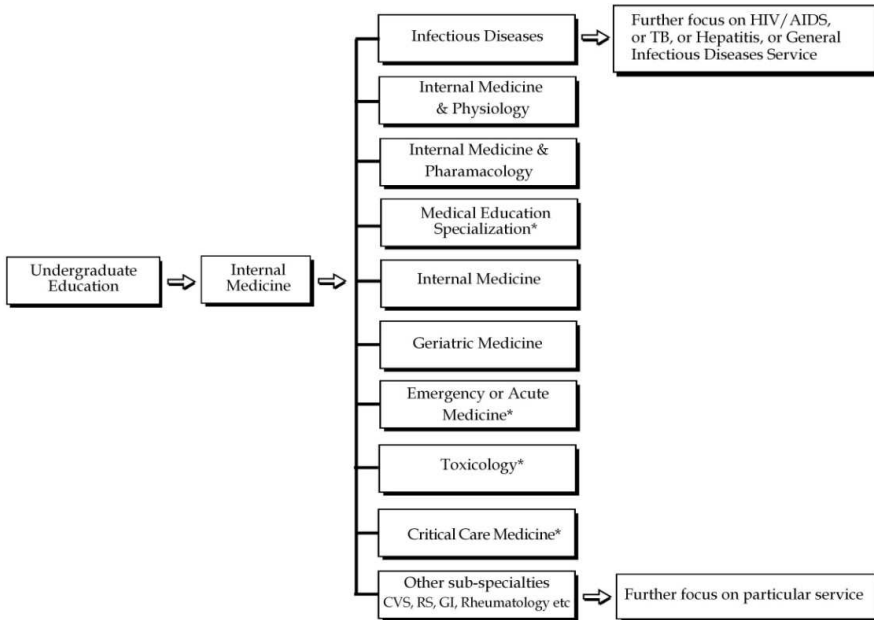 Infectious Diseases
Further focus on HIV/AIDS,
or TB, or Hepatitis, or General
Infectious Diseases Service
Internal Medicine
& Physiology
Internal Medicine &
Pharamacology
Medical Education
Specialization*
Undergraduate
Education
Internal
Medicine
Internal Medicine
Geriatric Medicine
Emergency or Acute
Medicine*
Toxicology*
Critical Care Medicine*
Other sub-specialties
CVS, RS, GI, Rheumatology etc
Further focus on particular service